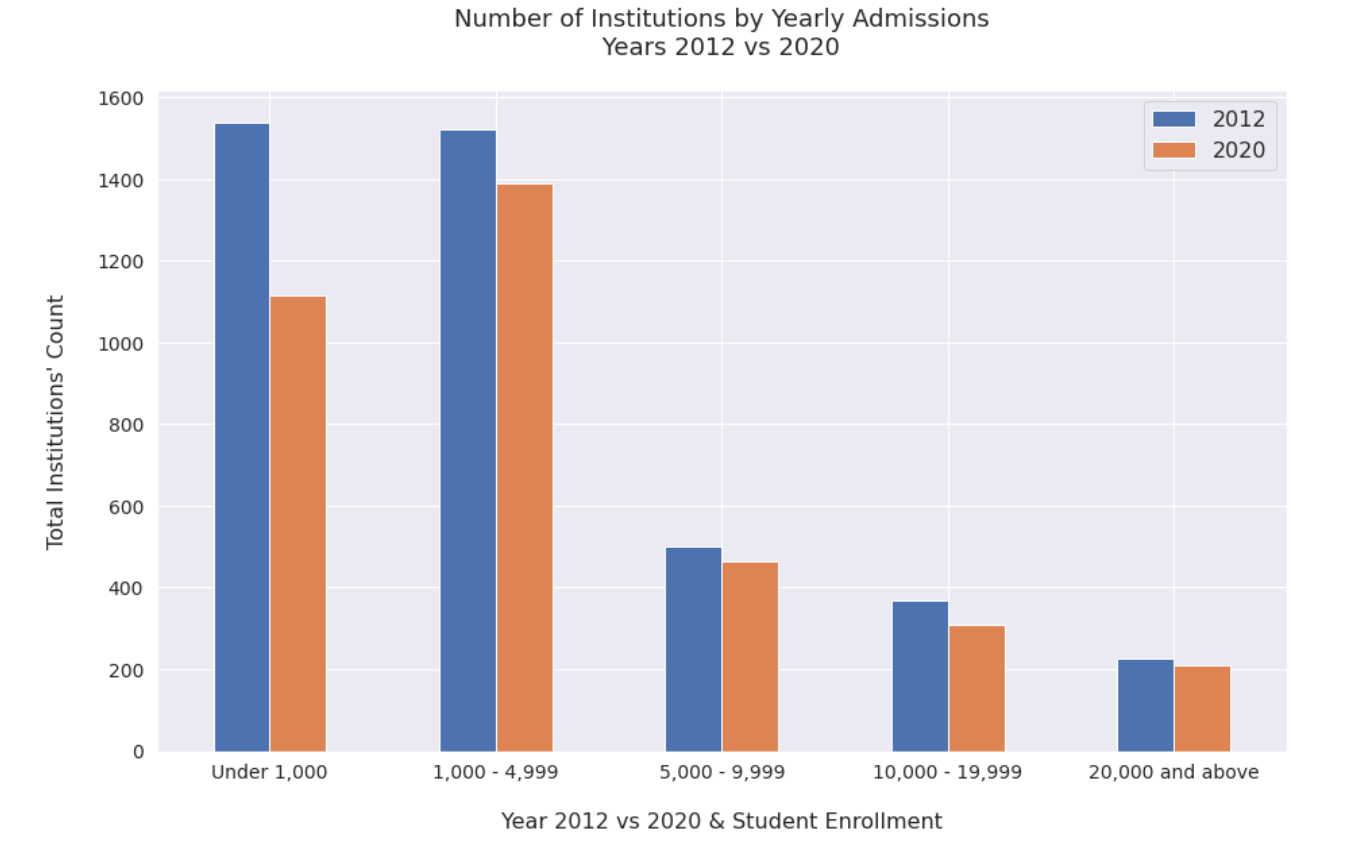 Number of Institutions by Yearly Admissions
Years 2012 vs 2020
1600
1400
1200
1000
800
600
400
200
0
Total Institutions' Count
2012
2020
Under 1,000
1,000 - 4,999
5,000 - 9,999
10,000 - 19,999
20,000 and above
Year 2012 vs 2020 & Student Enrollment